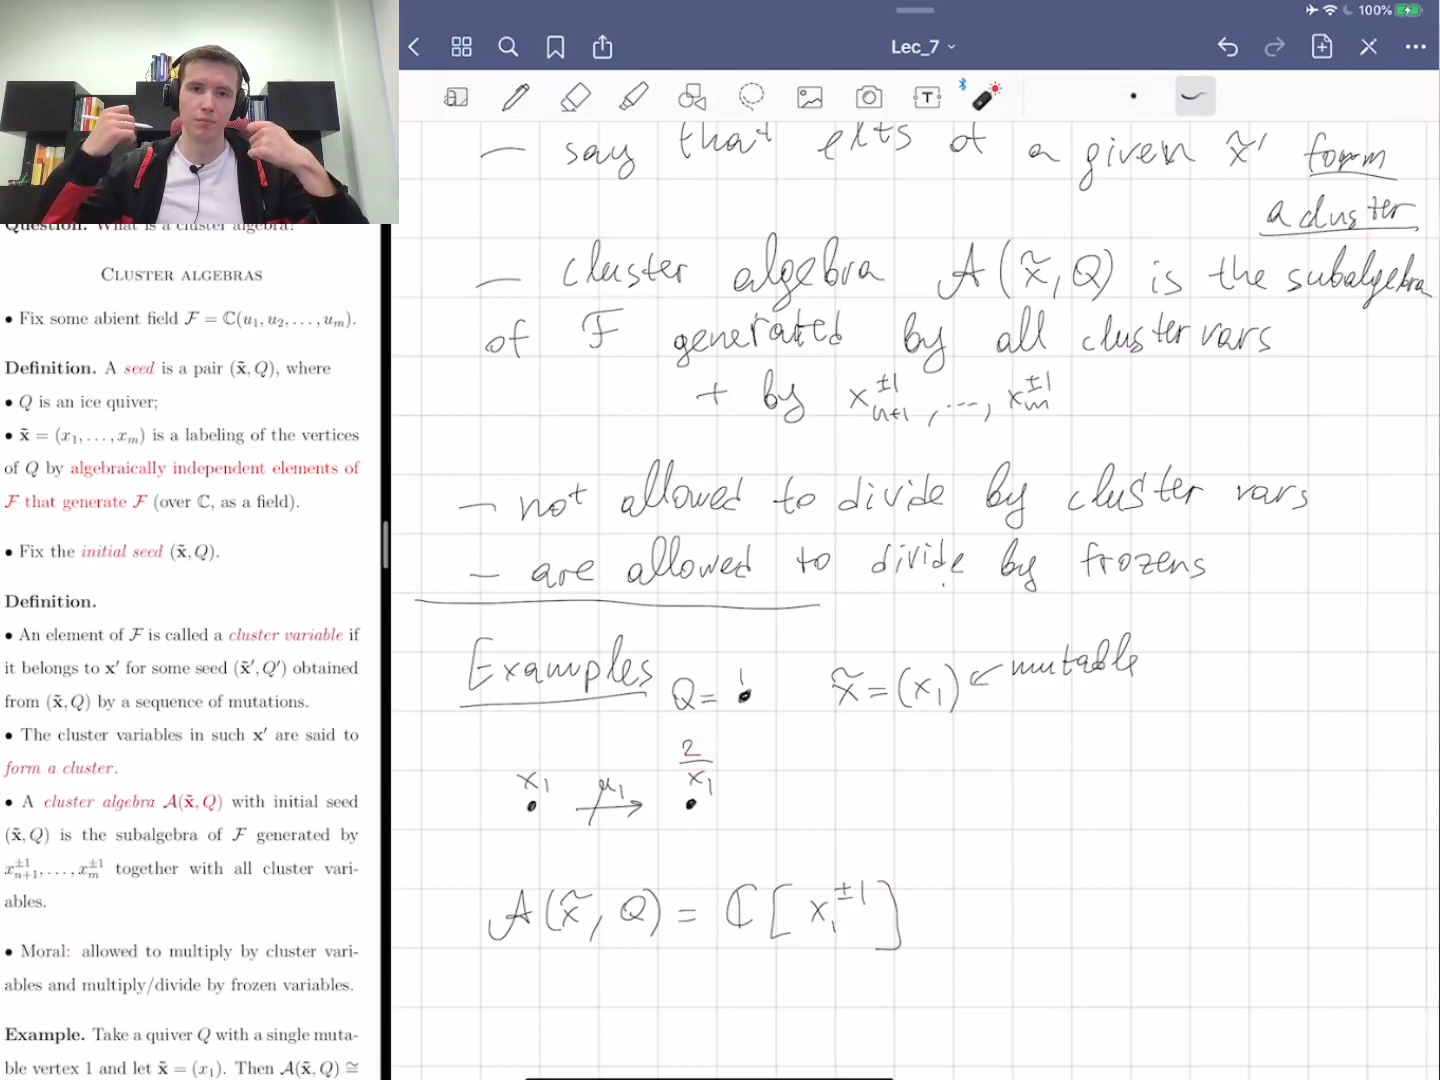 100%
Lec_7
Question. What is a cluster algebra?
CLUSTER ALGEBRAS
• Fix some abient field F = ℂ(u₁, u₂, . . . , uₘ).
Definition. A seed is a pair (x̃, Q), where
• Q is an ice quiver;
• x̃ = (x₁, . . . , xₘ) is a labeling of the vertices
of Q by algebraically independent elements of
F that generate F (over ℂ, as a field).
• Fix the initial seed (x̃, Q).
Definition.
• An element of F is called a cluster variable if
it belongs to x′ for some seed (x̃′, Q′) obtained
from (x̃, Q) by a sequence of mutations.
• The cluster variables in such x′ are said to
form a cluster.
• A cluster algebra A(x̃, Q) with initial seed
(x̃, Q) is the subalgebra of F generated by
xₙ₊₁^±1, . . . , xₘ^±1 together with all cluster vari-
ables.
• Moral: allowed to multiply by cluster vari-
ables and multiply/divide by frozen variables.
Example. Take a quiver Q with a single muta-
ble vertex 1 and let x̃ = (x₁). Then A(x̃, Q) ≅
— say that elts of a given x̃' form
a cluster
— cluster algebra A(x̃, Q) is the subalgebra
of F generated by all cluster vars
+ by xₙ₊₁^±1, ..., xₘ^±1
— not allowed to divide by cluster vars
— are allowed to divide by frozens
Examples Q = 1 • x̃ = (x₁) ← mutable
x₁ • μ₁ → 2/x₁ •
A(x̃, Q) = ℂ[x₁^±1]